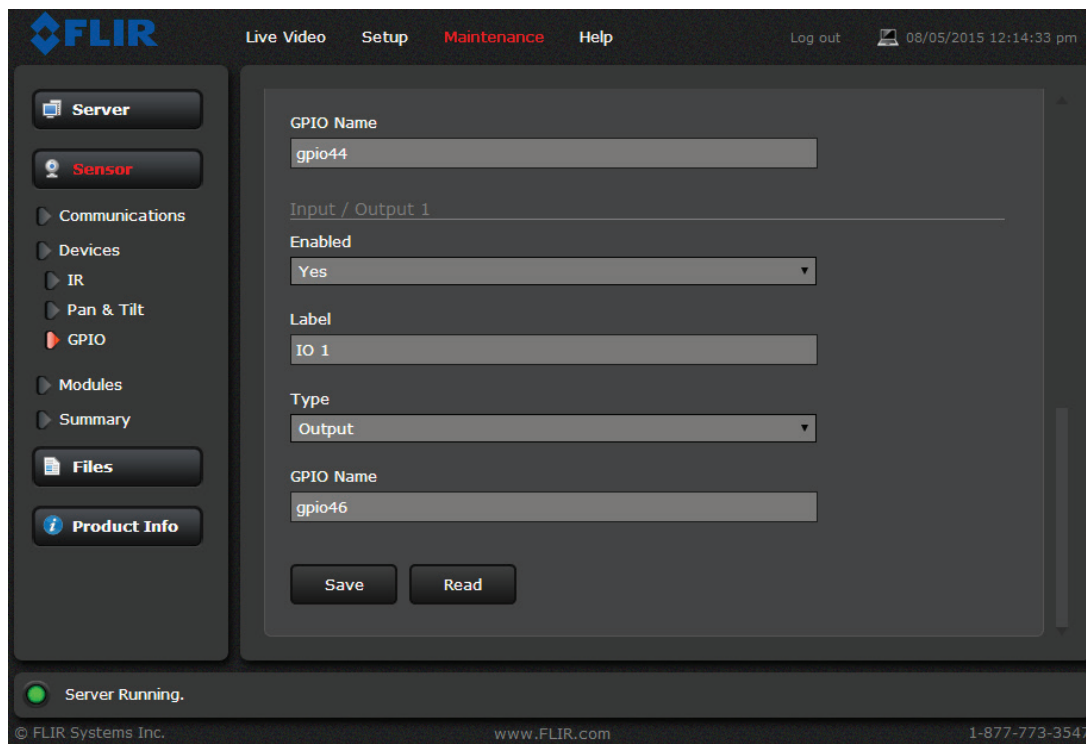 FLIR
Live Video Setup Maintenance Help Log out 08/05/2015 12:14:33 pm
Server
Sensor
Communications
Devices
IR
Pan & Tilt
GPIO
Modules
Summary
Files
Product Info
GPIO Name
gpio44
Input / Output 1
Enabled
Yes
Label
IO 1
Type
Output
GPIO Name
gpio46
Save Read
Server Running.
© FLIR Systems Inc. www.FLIR.com 1-877-773-3547